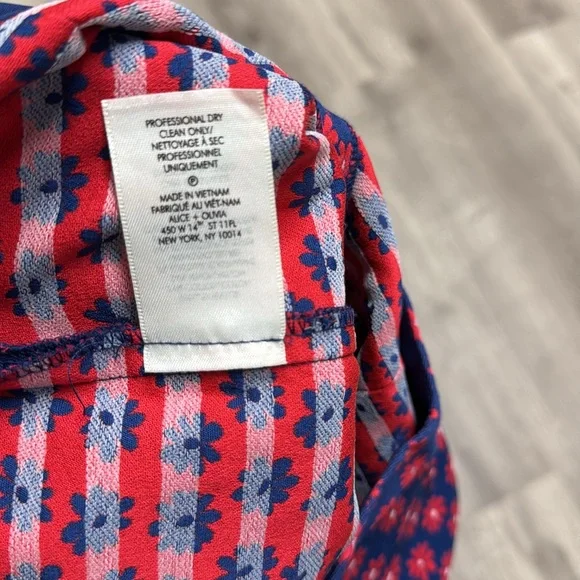 PROFESSIONAL DRY
CLEAN ONLY/
NETTOYAGE À SEC
PROFESSIONNEL
UNIQUEMENT
Ⓟ
MADE IN VIETNAM
FABRIQUÉ AU VIÊT-NAM
ALICE + OLIVIA
450 W 14TH ST 11FL
NEW YORK, NY 10014